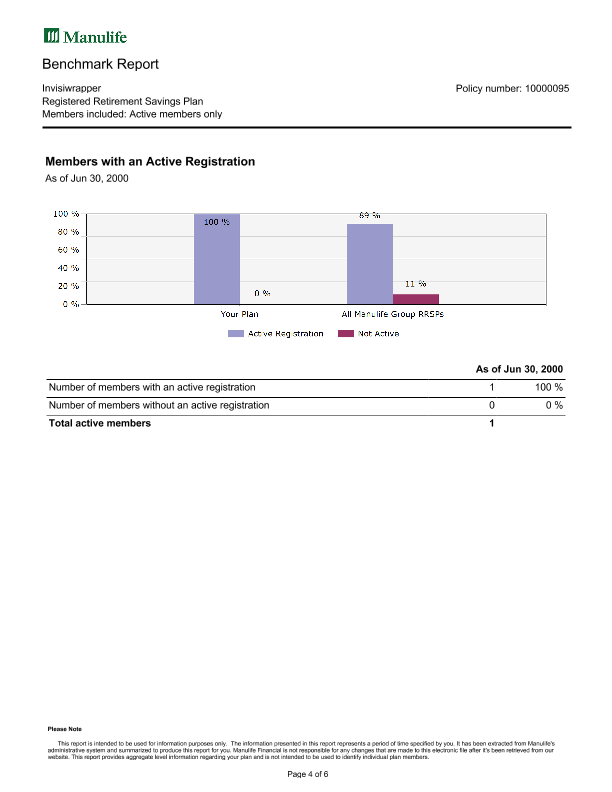 Manulife
Benchmark Report
Invisiwrapper
Policy number: 10000095
Registered Retirement Savings Plan
Members included: Active members only
Members with an Active Registration
As of Jun 30, 2000
100 %
80 %
60 %
40 %
20 %
0 %
100 %
0 %
89 %
11 %
Your Plan
All Manulife Group RRSPs
Active Registration
Not Active
As of Jun 30, 2000
Number of members with an active registration 1 100 %
Number of members without an active registration 0 0 %
Total active members 1
Please Note
This report is intended to be used for information purposes only. The information presented in this report represents a period of time specified by you. It has been extracted from Manulife's
administrative system and summarized to produce this report for you. Manulife Financial is not responsible for any changes that are made to this electronic file after it's been retrieved from our
website. This report provides aggregate level information regarding your plan and is not intended to be used to identify individual plan members.
Page 4 of 6